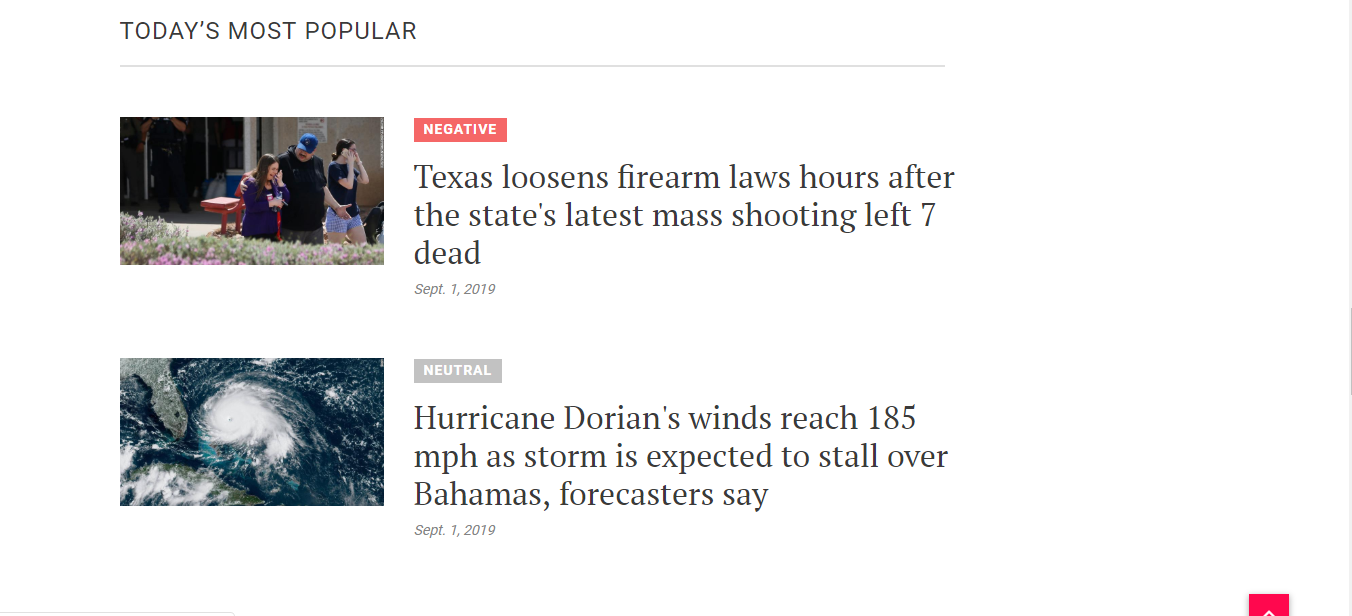 TODAY’S MOST POPULAR
NEGATIVE
Texas loosens firearm laws hours after
the state's latest mass shooting left 7
dead
Sept. 1, 2019
NEUTRAL
Hurricane Dorian's winds reach 185
mph as storm is expected to stall over
Bahamas, forecasters say
Sept. 1, 2019